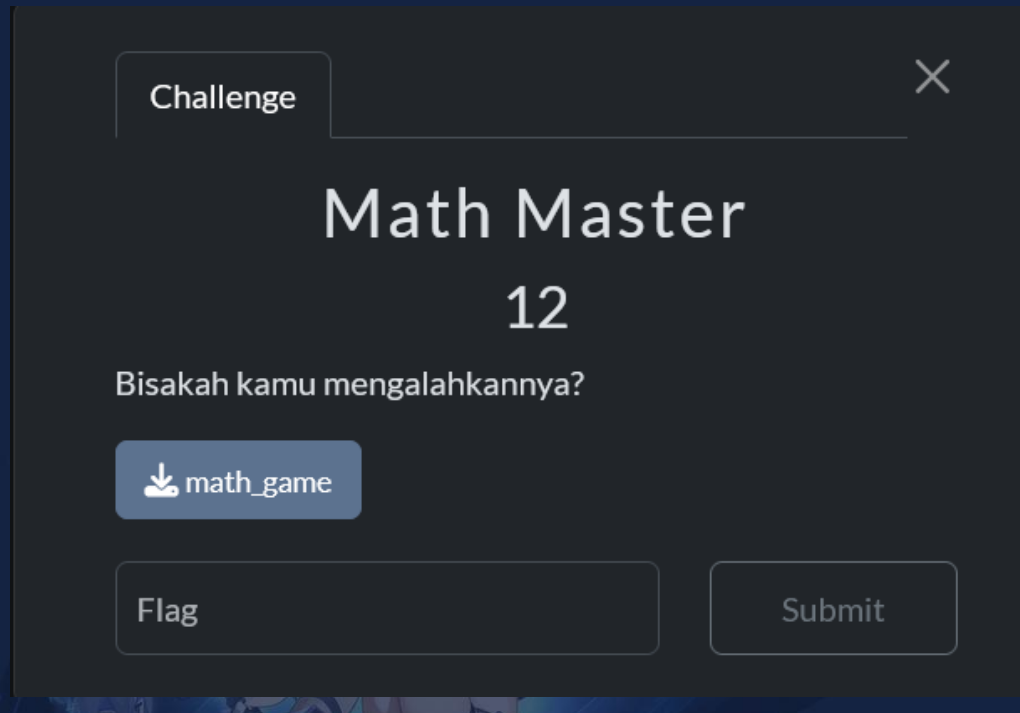 Challenge
Math Master
12
Bisakah kamu mengalahkannya?
math_game
Flag
Submit